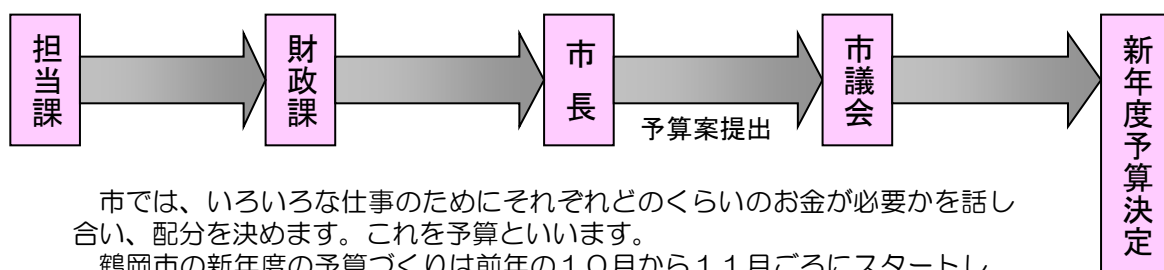 担当課
財政課
市長
予算案提出
市議会
新年度予算決定
市では、いろいろな仕事のためにそれぞれどのくらいのお金が必要かを話し
合い、配分を決めます。これを予算といいます。
鶴岡市の新年度の予算づくりは前年の１０月から１１月ごろにスタートし、